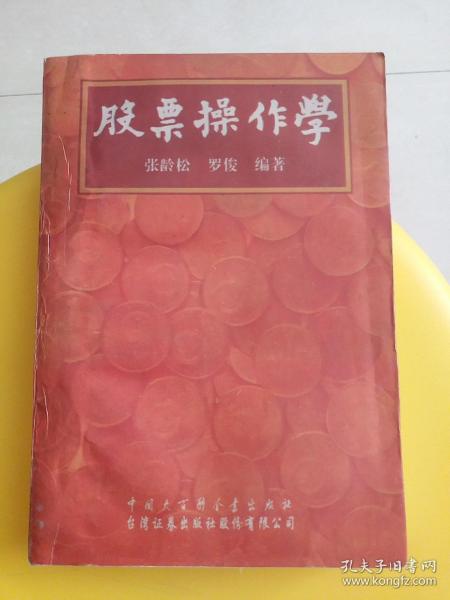 股票操作學
张龄松 罗俊 编著
中国大百科全書出版社
台湾证券出版社股份有限公司
孔夫子旧书网
www.kongfz.com